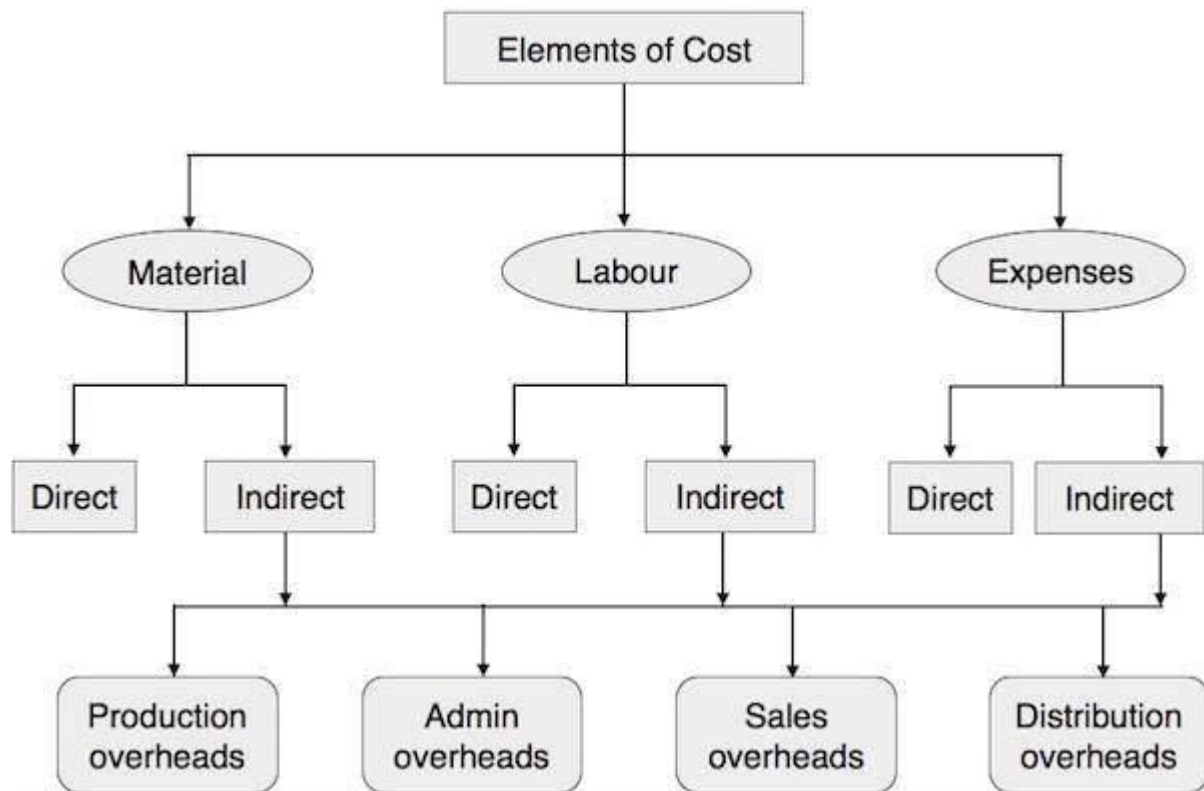 Elements of Cost
Material
Labour
Expenses
Direct
Indirect
Direct
Indirect
Direct
Indirect
Production
overheads
Admin
overheads
Sales
overheads
Distribution
overheads